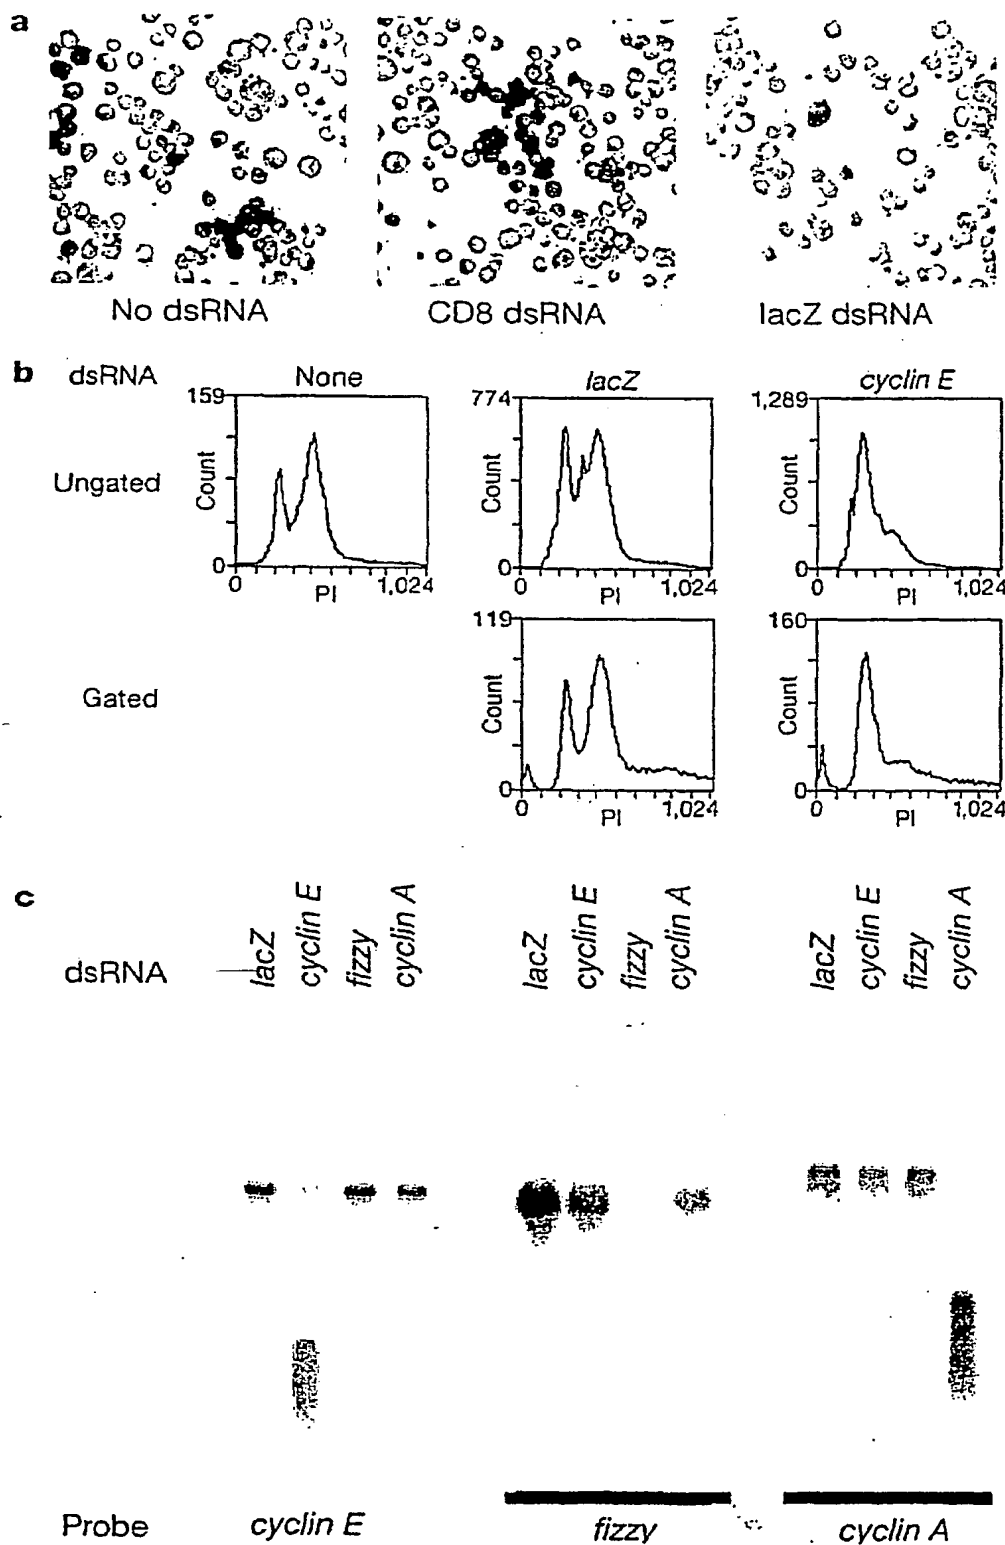 a
No dsRNA
CD8 dsRNA
lacZ dsRNA
b
dsRNA
None
lacZ
cyclin E
Ungated
159
Count
0
0
PI
1,024
774
Count
0
0
PI
1,024
1,289
Count
0
0
PI
1,024
Gated
119
Count
0
0
PI
1,024
160
Count
0
0
PI
1,024
c
dsRNA
lacZ
cyclin E
fizzy
cyclin A
lacZ
cyclin E
fizzy
cyclin A
lacZ
cyclin E
fizzy
cyclin A
Probe
cyclin E
fizzy
cyclin A